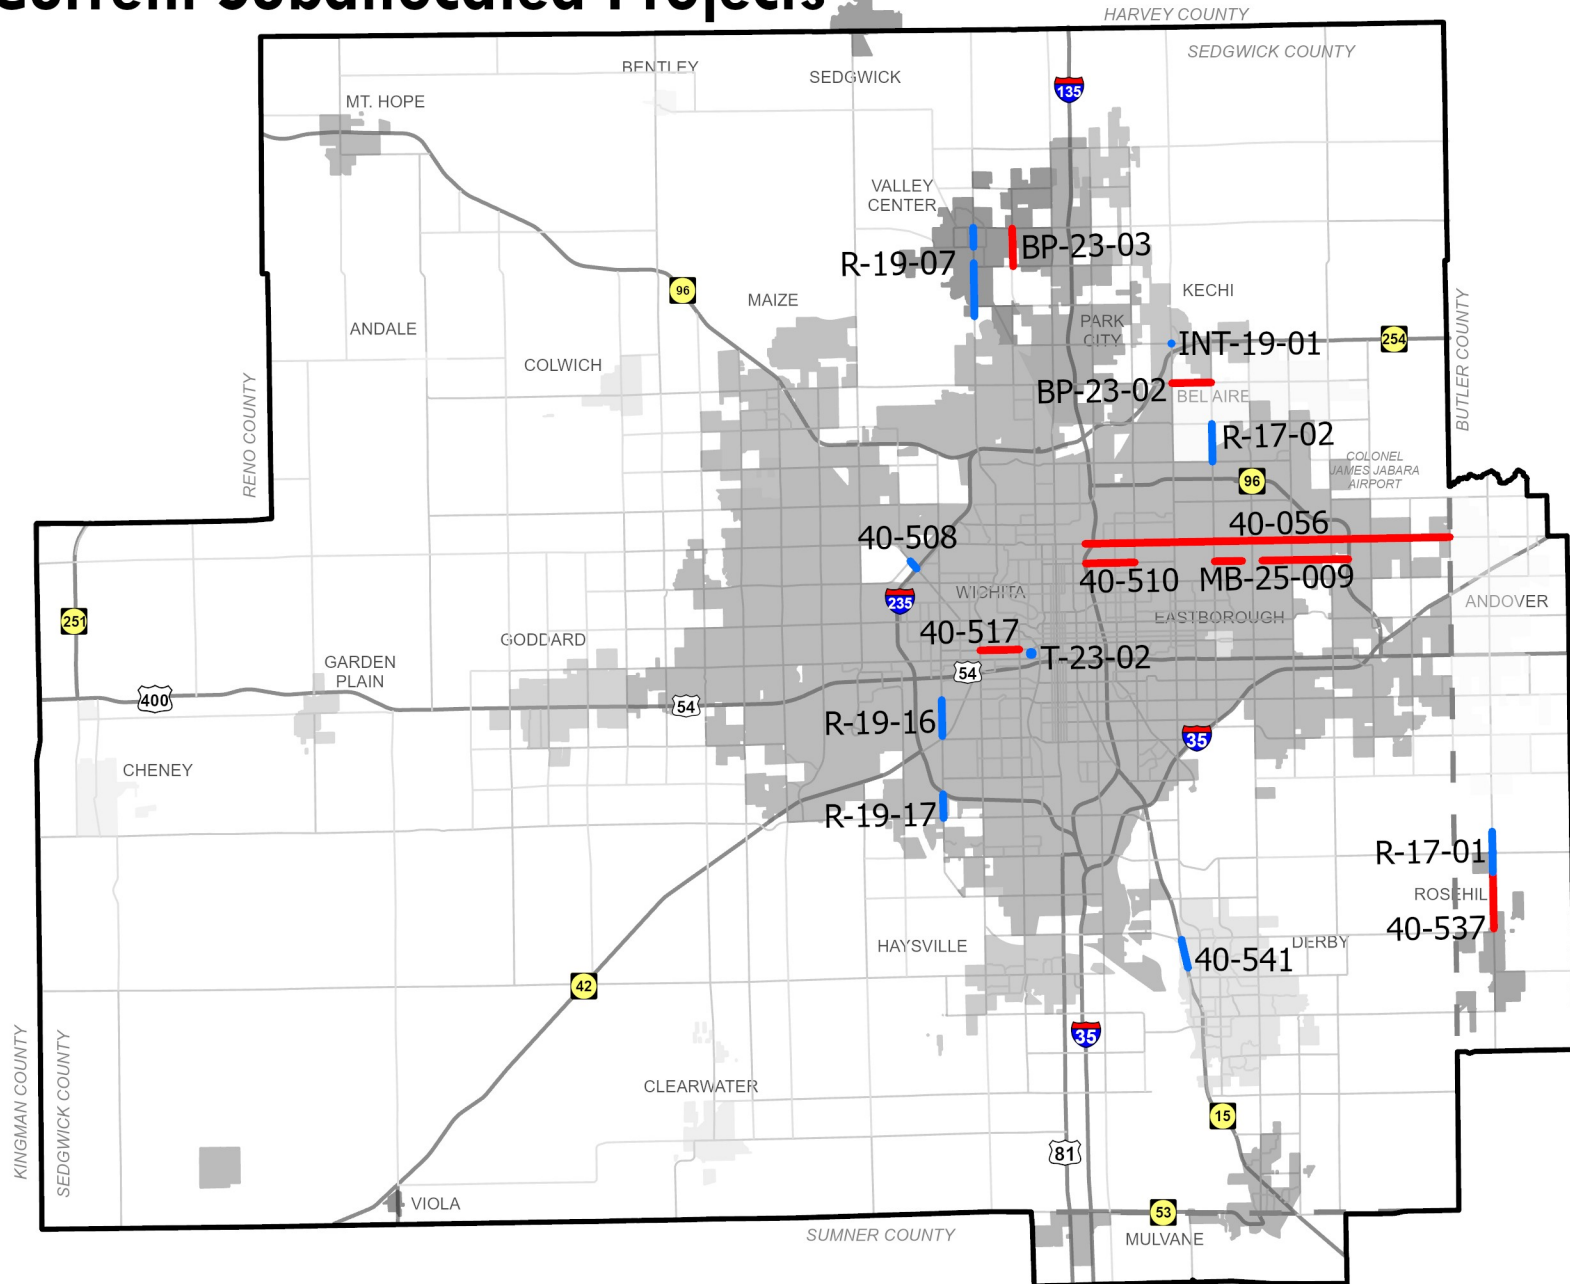 Current Suballocated Projects
HARVEY COUNTY
SEDGWICK COUNTY
BENTLEY
SEDGWICK
135
MT. HOPE
VALLEY
CENTER
BP-23-03
R-19-07
96
MAIZE
KECHI
ANDALE
PARK
CITY
INT-19-01
254
COLWICH
BP-23-02
BEL AIRE
RENO COUNTY
BUTLER COUNTY
R-17-02
COLONEL
JAMES JABARA
AIRPORT
96
40-056
40-508
40-510
MB-25-009
WICHITA
235
EASTBOROUGH
ANDOVER
251
40-517
GODDARD
T-23-02
GARDEN
PLAIN
54
400
54
R-19-16
35
CHENEY
R-19-17
R-17-01
ROSEHIL
40-537
HAYSVILLE
DERBY
40-541
42
35
KINGMAN COUNTY
SEDGWICK COUNTY
CLEARWATER
15
81
VIOLA
53
SUMNER COUNTY
MULVANE